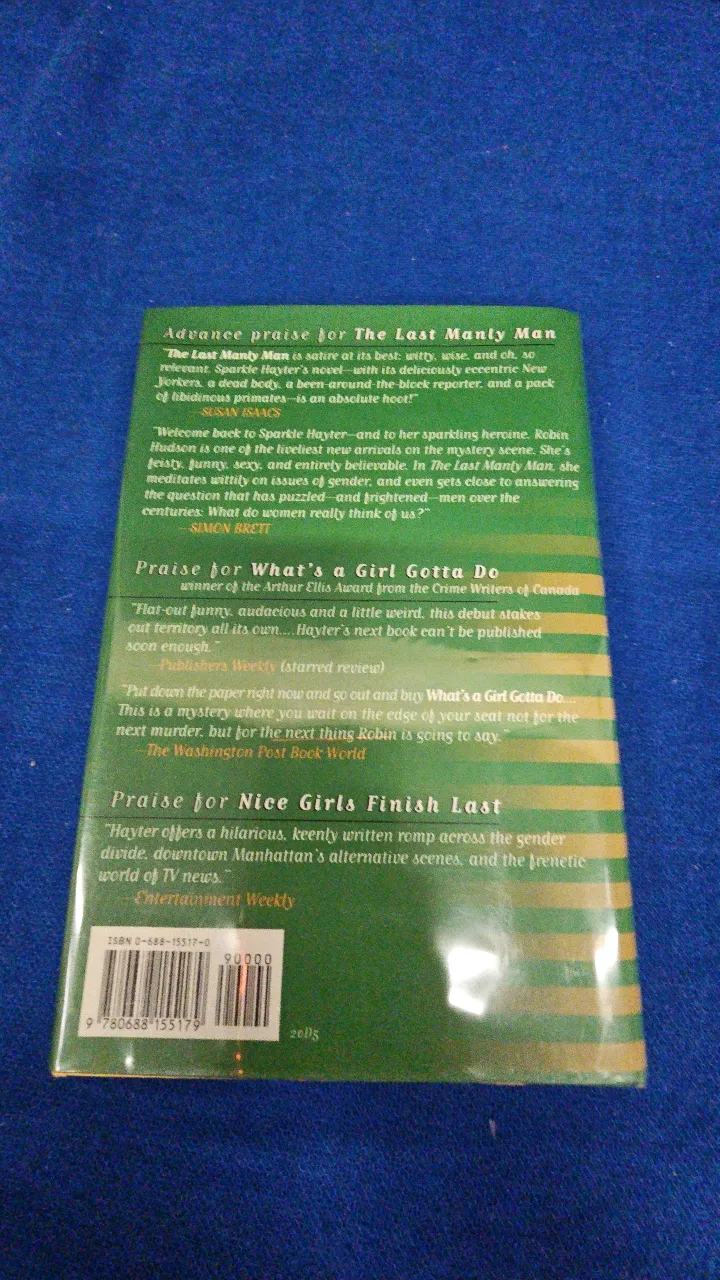 Advance praise for The Last Manly Man
"The Last Manly Man is satire at its best: witty, wise, and oh, so
relevant. Sparkle Hayter's novel—with its deliciously eccentric New
Yorkers, a dead body, a been-around-the-block reporter, and a pack
of libidinous primates—is an absolute hoot!"
—SUSAN ISAACS
"Welcome back to Sparkle Hayter—and to her sparkling heroine. Robin
Hudson is one of the liveliest new arrivals on the mystery scene. She's
feisty, funny, sexy, and entirely believable. In The Last Manly Man, she
meditates wittily on issues of gender, and even gets close to answering
the question that has puzzled—and frightened—men over the
centuries: What do women really think of us?"
—SIMON BRETT
Praise for What's a Girl Gotta Do
winner of the Arthur Ellis Award from the Crime Writers of Canada
"Flat-out funny, audacious and a little weird, this debut stakes
out territory all its own....Hayter's next book can't be published
soon enough."
—Publishers Weekly (starred review)
"Put down the paper right now and go out and buy What's a Girl Gotta Do....
This is a mystery where you wait on the edge of your seat not for the
next murder, but for the next thing Robin is going to say."
—The Washington Post Book World
Praise for Nice Girls Finish Last
"Hayter offers a hilarious, keenly written romp across the gender
divide, downtown Manhattan's alternative scenes, and the frenetic
world of TV news."
—Entertainment Weekly
ISBN 0-688-15517-0
90000
9 780688 155179